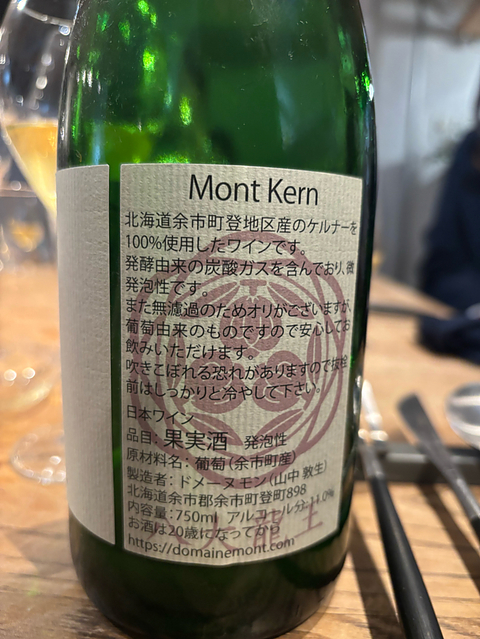 Mont Kern
北海道余市町登地区産のケルナーを
100%使用したワインです。
発酵由来の炭酸ガスを含んでおり、微
発泡性です。
また無濾過のためオリがございますが、
葡萄由来のものですので安心してお
飲みいただけます。
吹きこぼれる恐れがありますので抜栓
前はしっかりと冷やして下さい。
日本ワイン
品目:果実酒 発泡性
原材料名:葡萄(余市町産)
製造者:ドメーヌモン(山中 敦生)
北海道余市郡余市町登町898
内容量:750ml アルコール分:11.0%
お酒は20歳になってから
https://domainemont.com